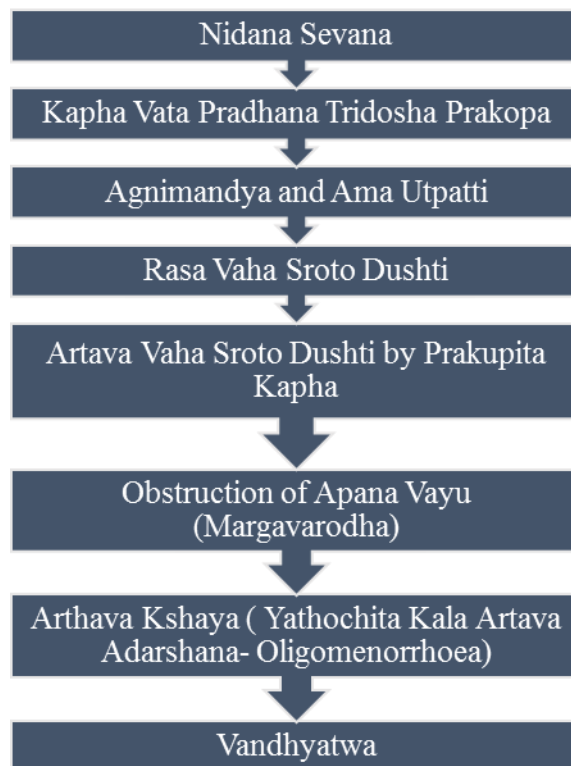 Nidana Sevana
Kapha Vata Pradhana Tridosha Prakopa
Agnimandya and Ama Utpatti
Rasa Vaha Sroto Dushti
Artava Vaha Sroto Dushti by Prakupita
Kapha
Obstruction of Apana Vayu
(Margavarodha)
Arthava Kshaya ( Yathochita Kala Artava
Adarshana- Oligomenorrhoea)
Vandhyatwa